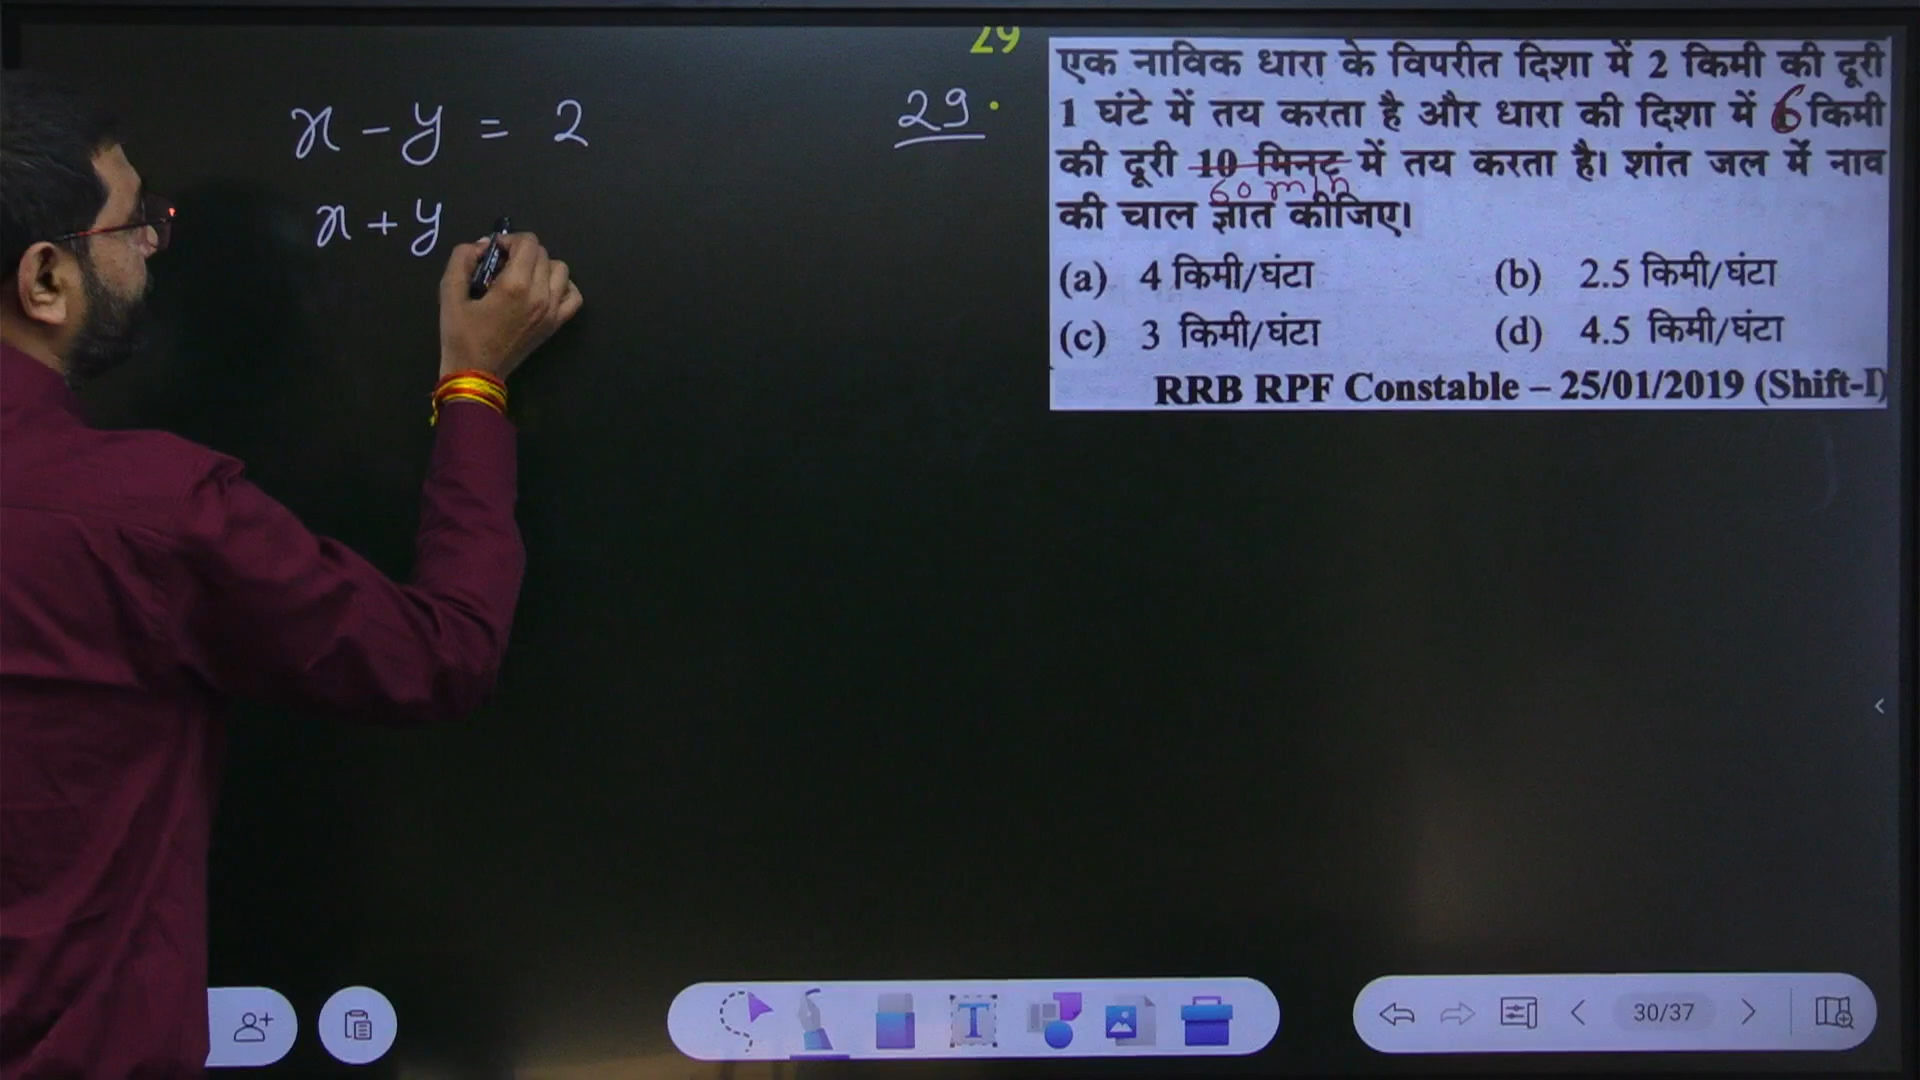 29
x - y = 2
x + y
29.
एक नाविक धारा के विपरीत दिशा में 2 किमी की दूरी
1 घंटे में तय करता है और धारा की दिशा में 6 किमी
की दूरी 10 मिनट में तय करता है। शांत जल में नाव
60 min
की चाल ज्ञात कीजिए।
(a) 4 किमी/घंटा (b) 2.5 किमी/घंटा
(c) 3 किमी/घंटा (d) 4.5 किमी/घंटा
RRB RPF Constable – 25/01/2019 (Shift-I)
T
30/37